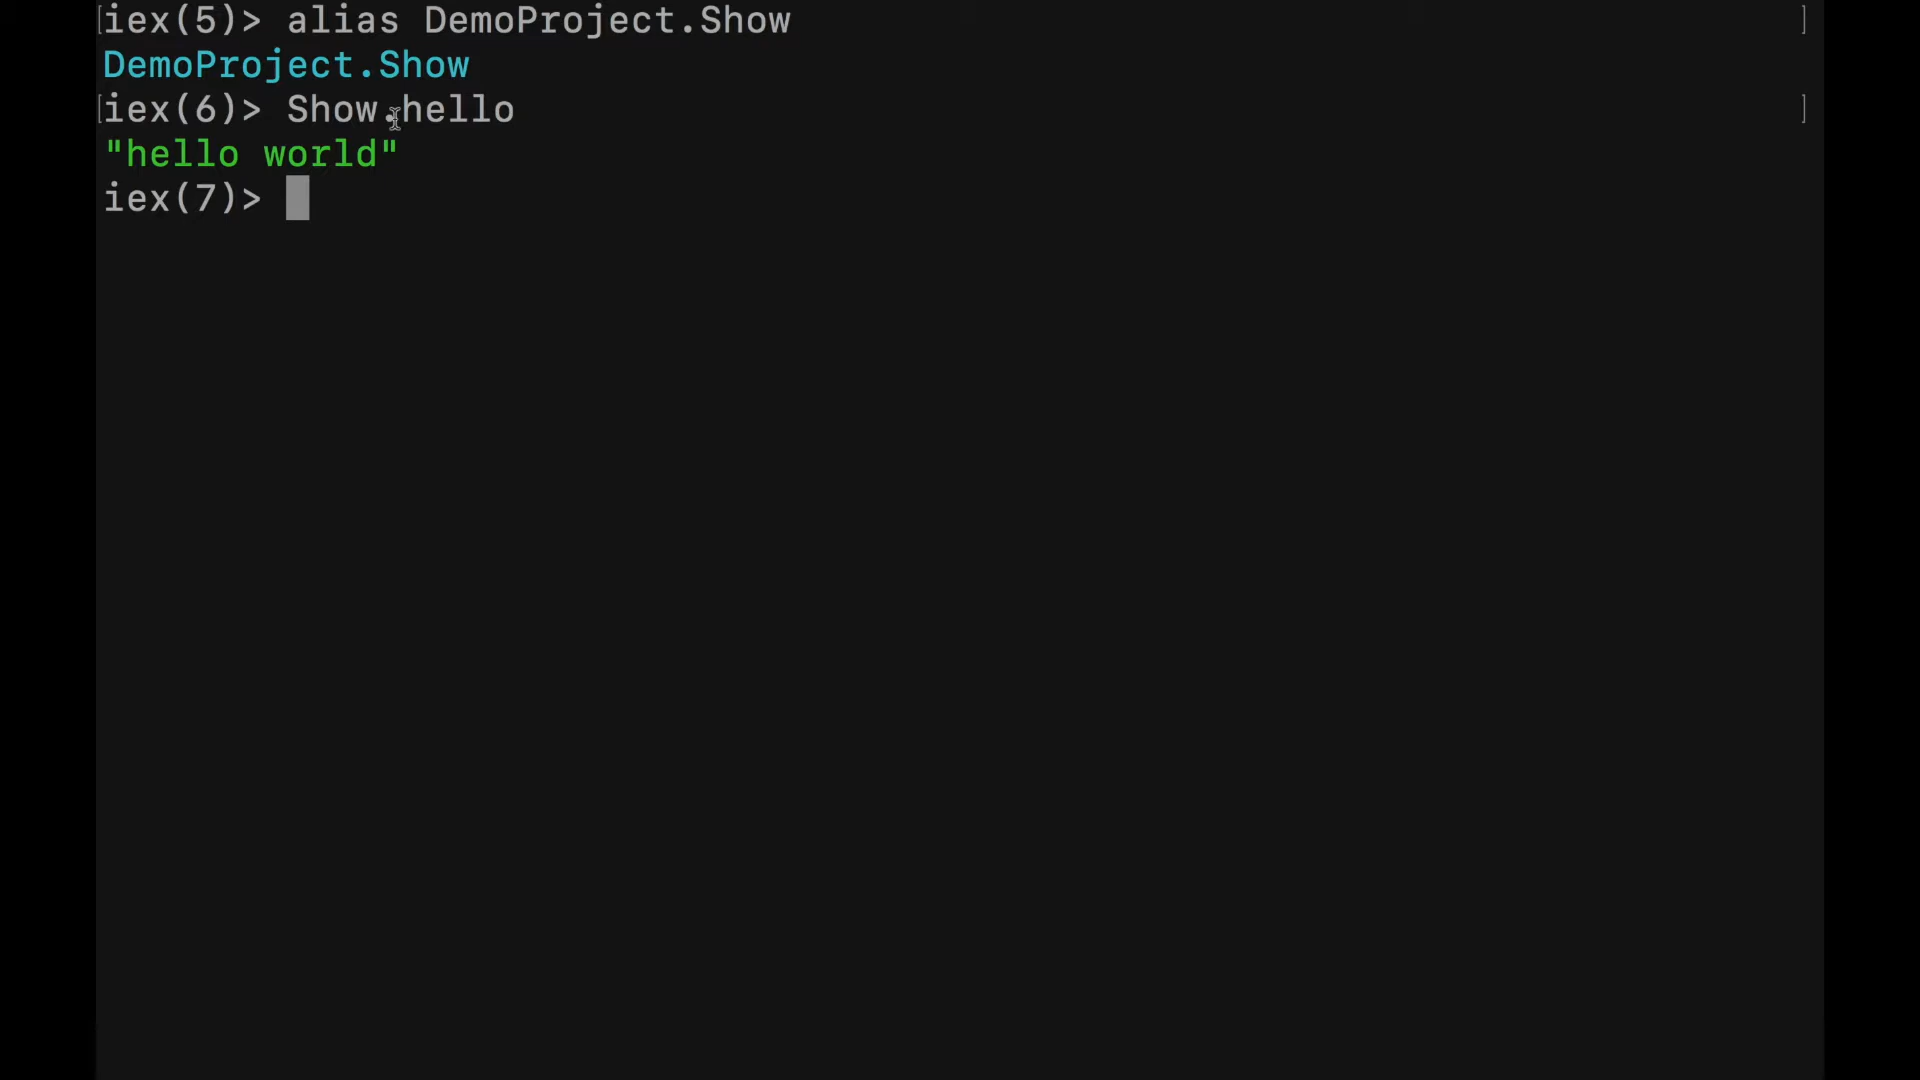 [iex(5)> alias DemoProject.Show ]
DemoProject.Show
[iex(6)> Show.hello ]
"hello world"
iex(7)>